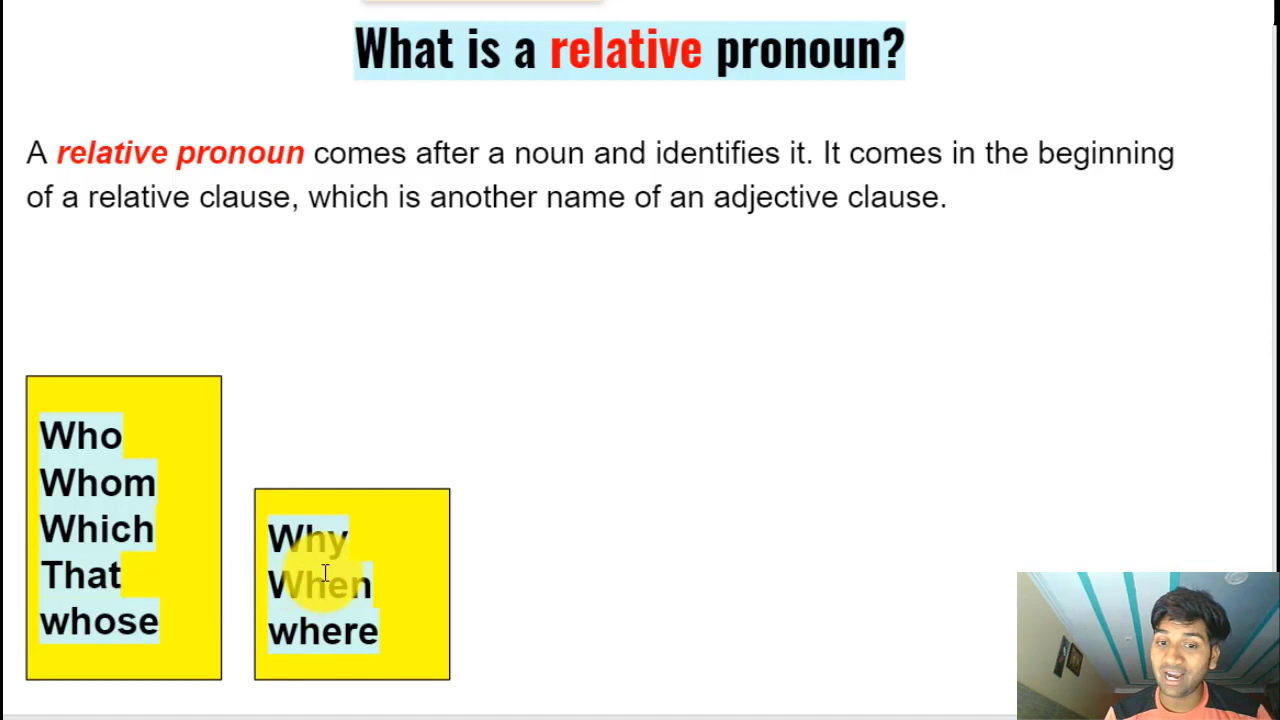 What is a relative pronoun?
A relative pronoun comes after a noun and identifies it. It comes in the beginning
of a relative clause, which is another name of an adjective clause.
Who
Whom
Which
That
whose
Why
When
where